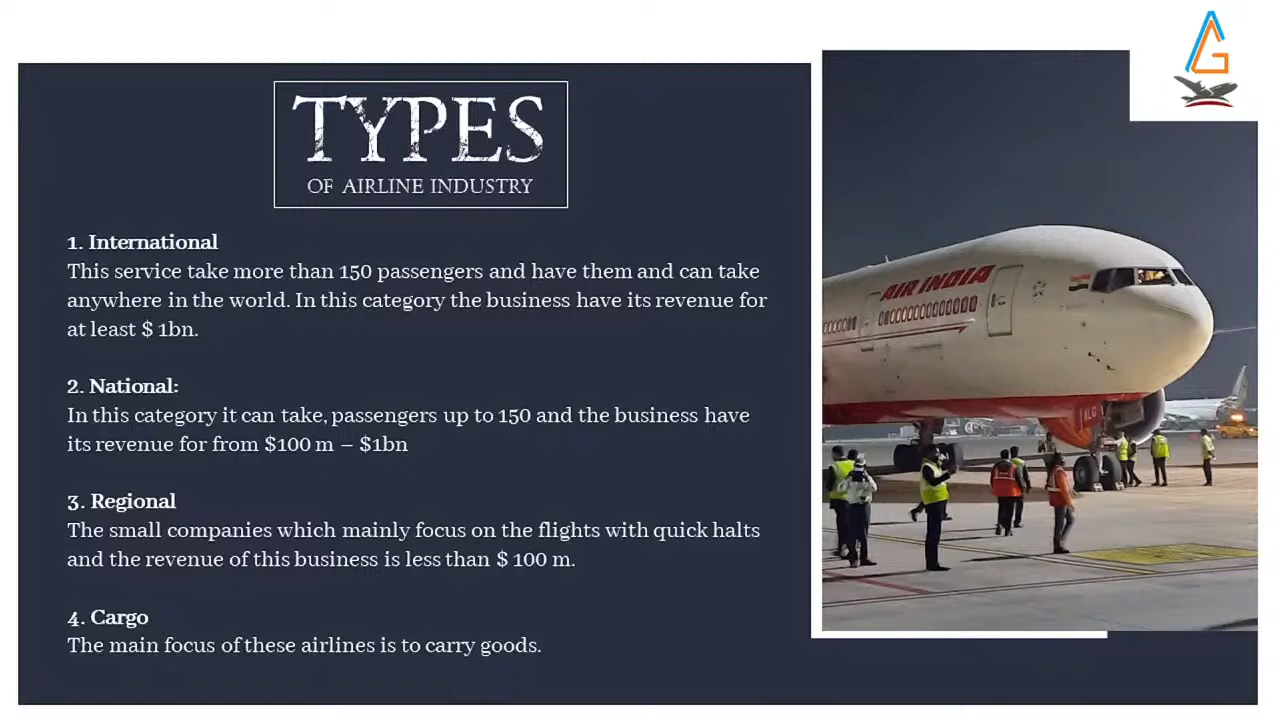 TYPES
OF AIRLINE INDUSTRY
1. International
This service take more than 150 passengers and have them and can take
anywhere in the world. In this category the business have its revenue for
at least $ 1bn.
2. National:
In this category it can take, passengers up to 150 and the business have
its revenue for from $100 m – $1bn
3. Regional
The small companies which mainly focus on the flights with quick halts
and the revenue of this business is less than $ 100 m.
4. Cargo
The main focus of these airlines is to carry goods.
AIR INDIA
ALG